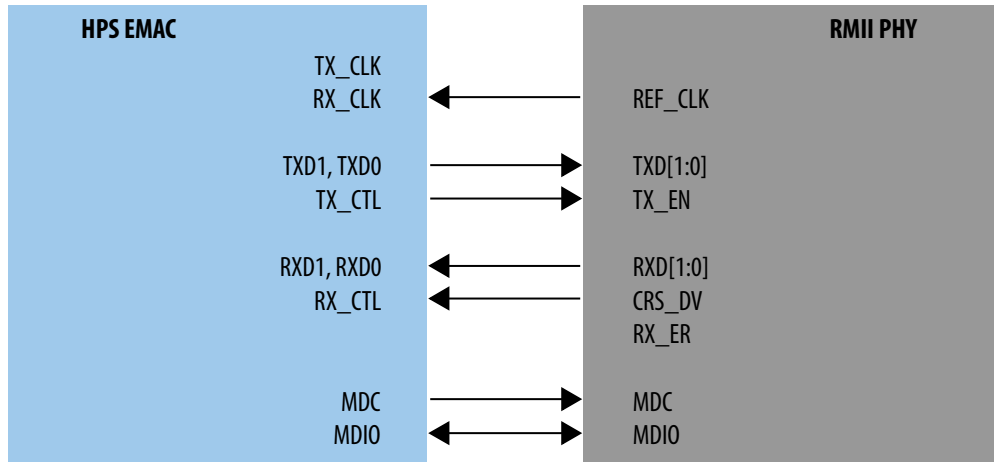 HPS EMAC RMII PHY
TX_CLK
RX_CLK REF_CLK
TXD1, TXD0 TXD[1:0]
TX_CTL TX_EN
RXD1, RXD0 RXD[1:0]
RX_CTL CRS_DV
RX_ER
MDC MDC
MDIO MDIO